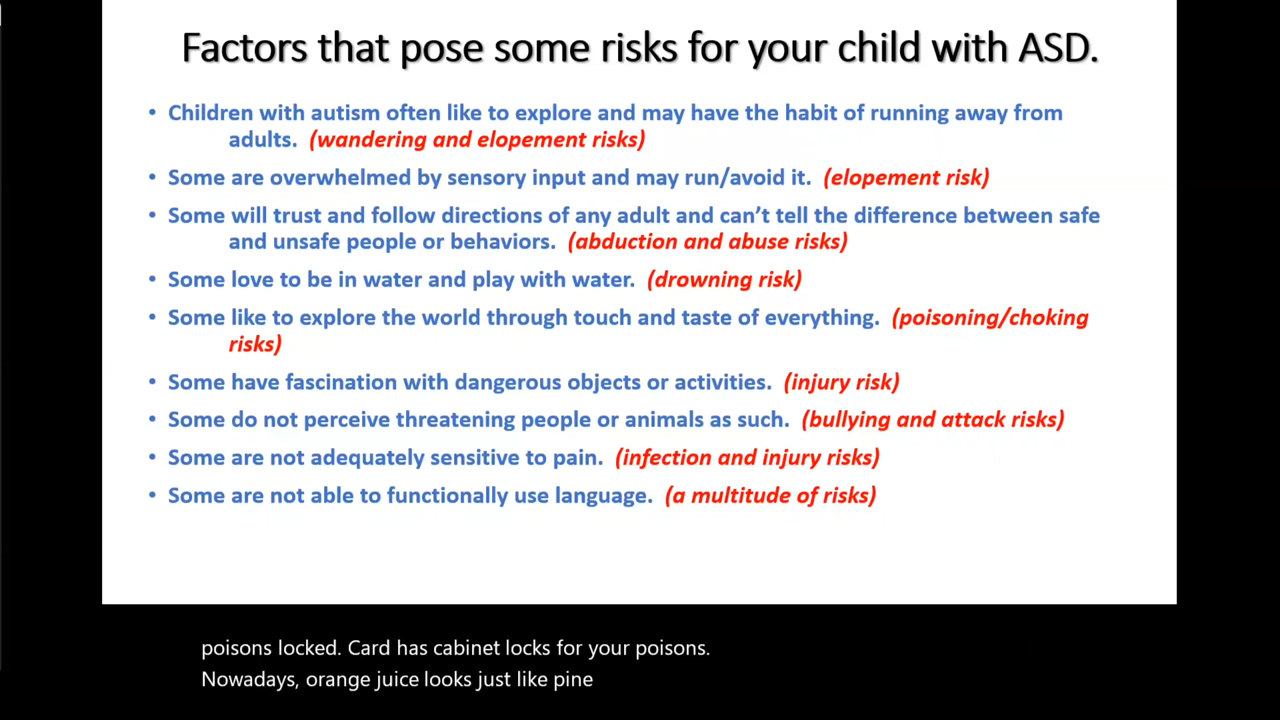 Factors that pose some risks for your child with ASD.
• Children with autism often like to explore and may have the habit of running away from
adults. (wandering and elopement risks)
• Some are overwhelmed by sensory input and may run/avoid it. (elopement risk)
• Some will trust and follow directions of any adult and can’t tell the difference between safe
and unsafe people or behaviors. (abduction and abuse risks)
• Some love to be in water and play with water. (drowning risk)
• Some like to explore the world through touch and taste of everything. (poisoning/choking
risks)
• Some have fascination with dangerous objects or activities. (injury risk)
• Some do not perceive threatening people or animals as such. (bullying and attack risks)
• Some are not adequately sensitive to pain. (infection and injury risks)
• Some are not able to functionally use language. (a multitude of risks)
poisons locked. Card has cabinet locks for your poisons.
Nowadays, orange juice looks just like pine